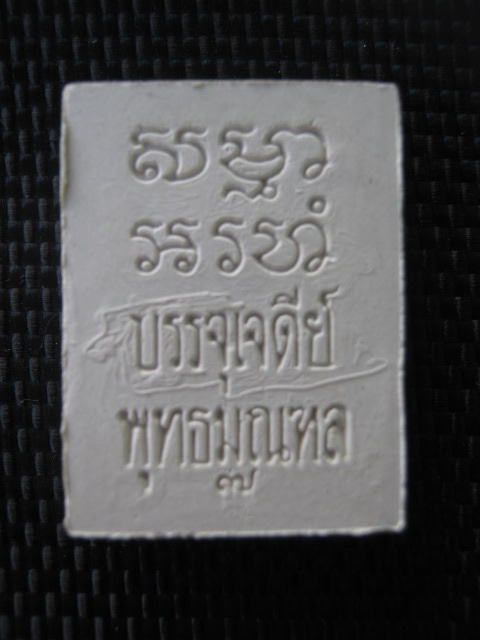 សម្មា
អរហំ
บรรจุเจดีย์
พุทธมณฑล
๗